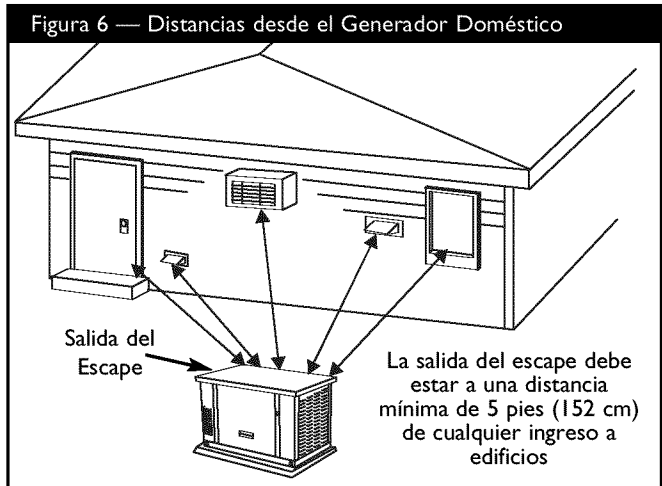 Figura 6 — Distancias desde el Generador Doméstico
Salida del
Escape
La salida del escape debe
estar a una distancia
mínima de 5 pies (152 cm)
de cualquier ingreso a
edificios